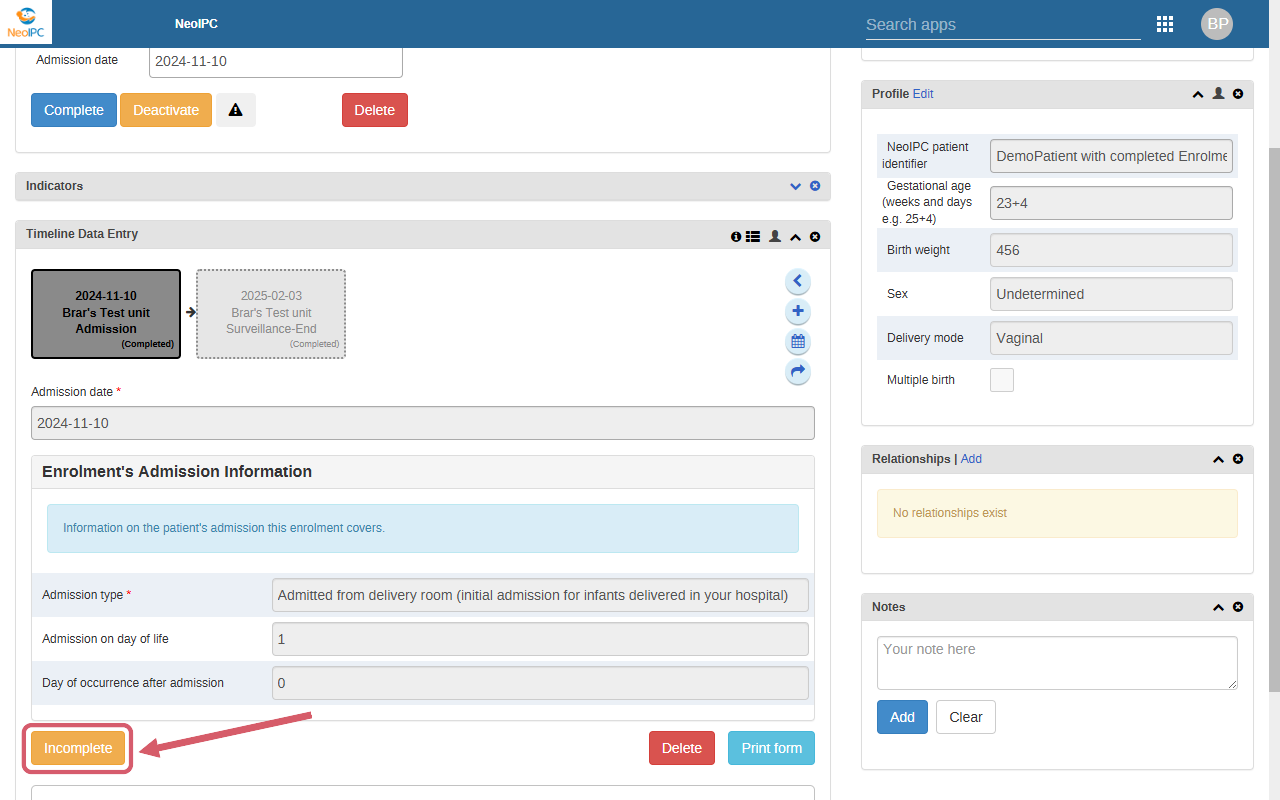 NeoIPC
NeoIPC
Search apps
BP
Admission date
2024-11-10
Complete
Deactivate
Delete
Indicators
Timeline Data Entry
2024-11-10
Brar's Test unit
Admission
(Completed)
2025-02-03
Brar's Test unit
Surveillance-End
(Completed)
Admission date *
2024-11-10
Enrolment's Admission Information
Information on the patient's admission this enrolment covers.
Admission type *
Admitted from delivery room (initial admission for infants delivered in your hospital)
Admission on day of life
1
Day of occurrence after admission
0
Incomplete
Delete
Print form
Profile Edit
NeoIPC patient
identifier
DemoPatient with completed Enrolme
Gestational age
(weeks and days
e.g. 25+4)
23+4
Birth weight
456
Sex
Undetermined
Delivery mode
Vaginal
Multiple birth
Relationships | Add
No relationships exist
Notes
Your note here
Add
Clear